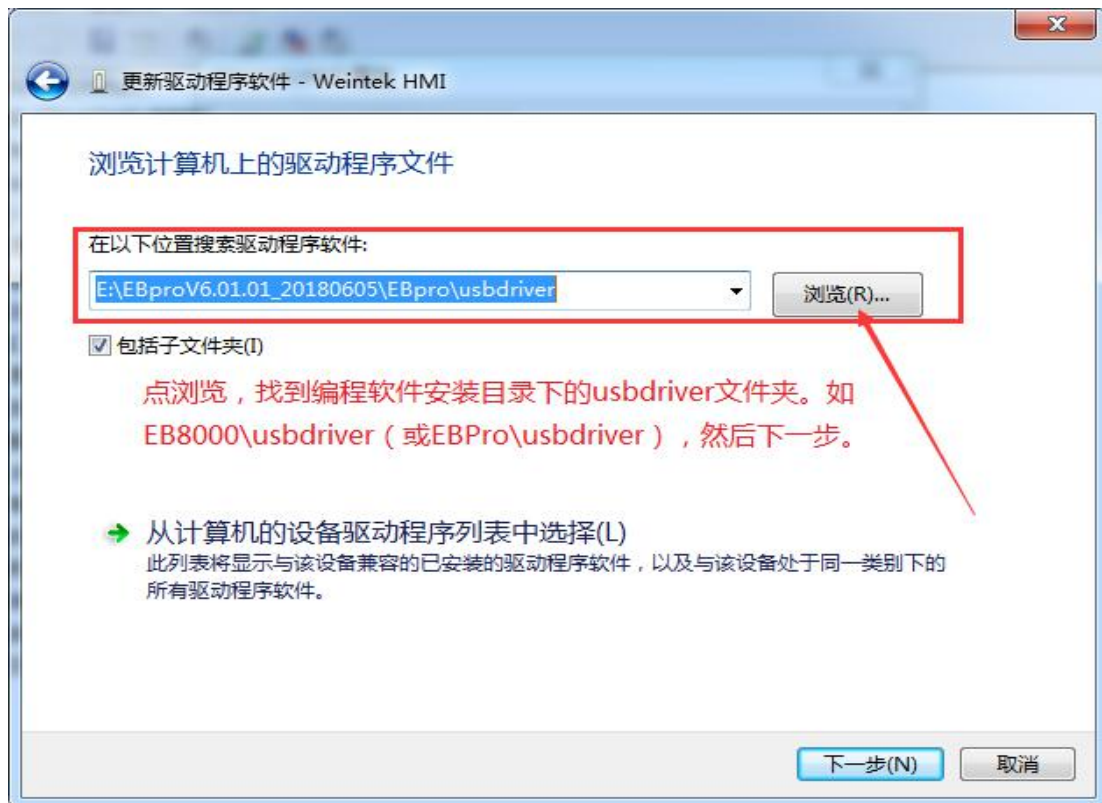 更新驱动程序软件 - Weintek HMI
浏览计算机上的驱动程序文件
在以下位置搜索驱动程序软件:
E:\EBproV6.01.01_20180605\EBpro\usbdriver
浏览(R)...
包括子文件夹(I)
点浏览，找到编程软件安装目录下的usbdriver文件夹。如
EB8000\usbdriver（或EBPro\usbdriver），然后下一步。
从计算机的设备驱动程序列表中选择(L)
此列表将显示与该设备兼容的已安装的驱动程序软件，以及与该设备处于同一类别下的
所有驱动程序软件。
下一步(N)
取消